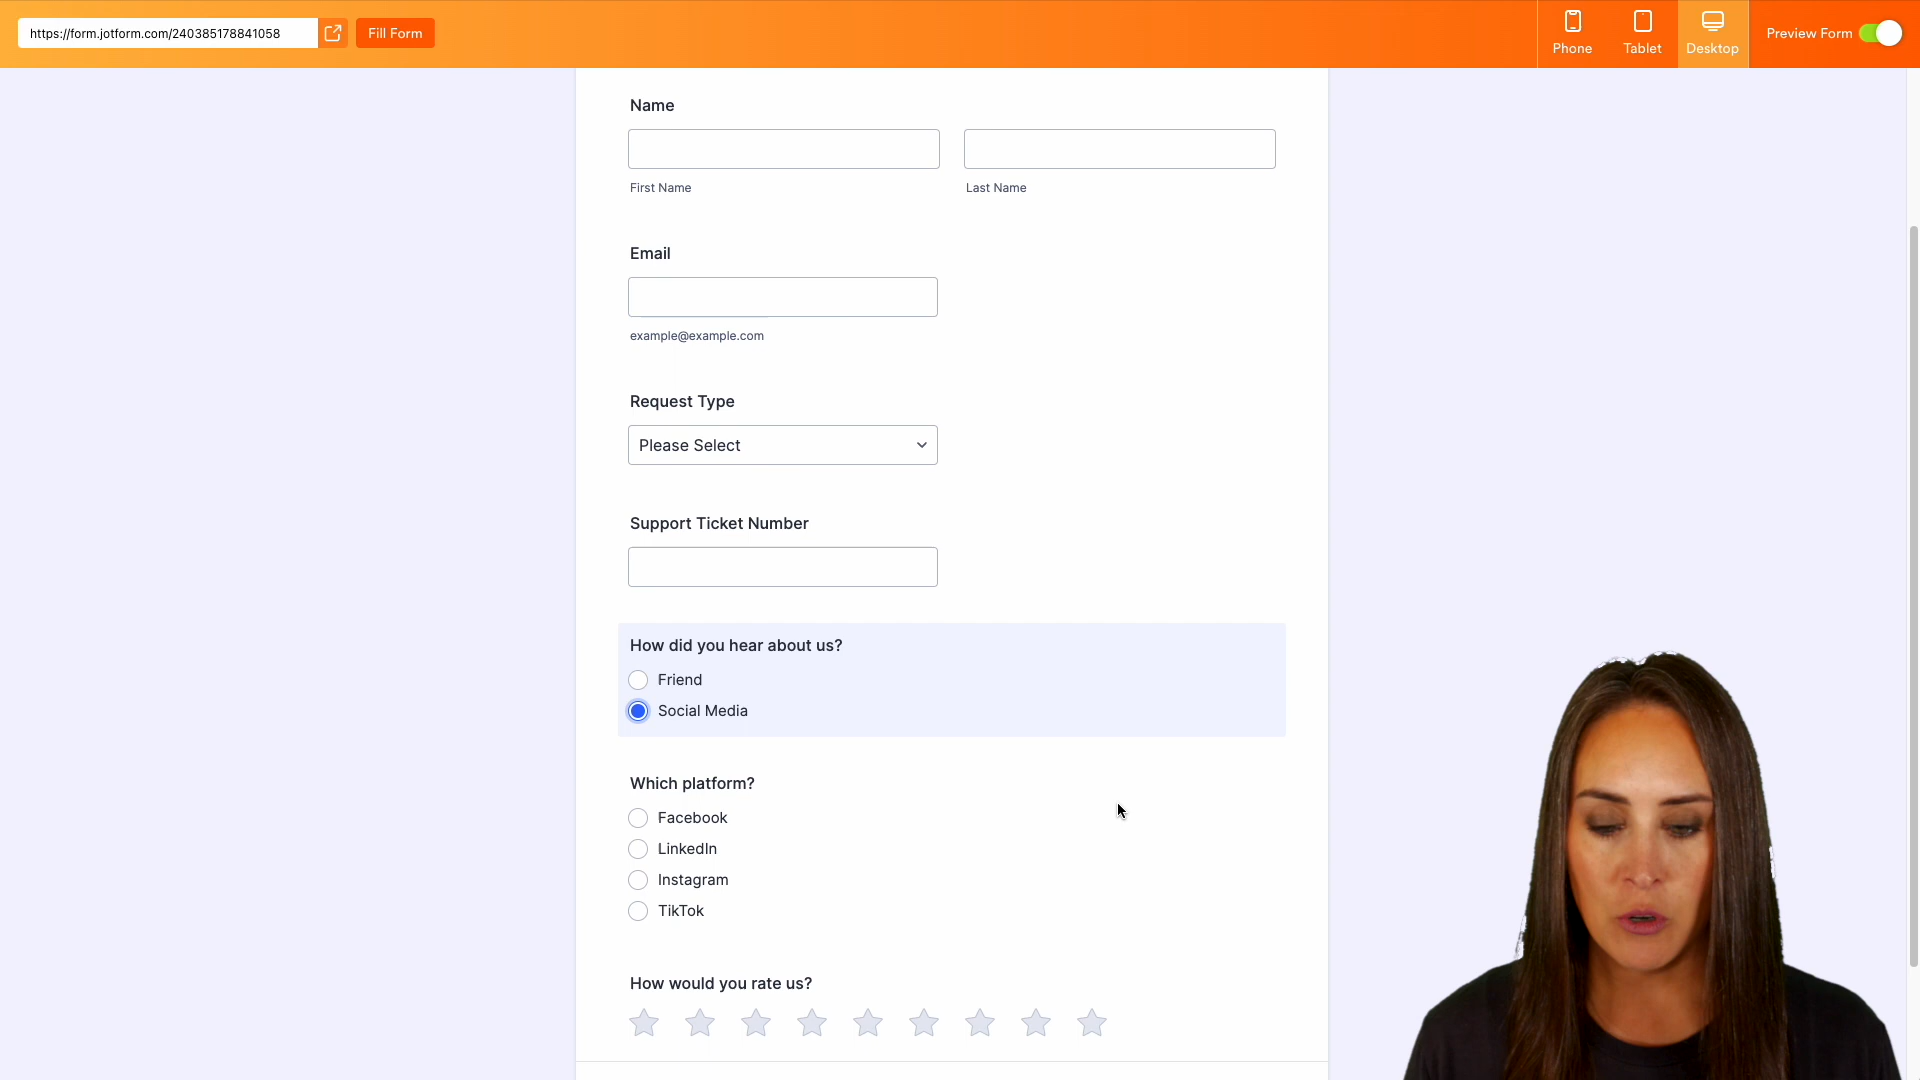 https://form.jotform.com/240385178841058
Fill Form
Phone
Tablet
Desktop
Preview Form
Name
First Name
Last Name
Email
example@example.com
Request Type
Please Select
Support Ticket Number
How did you hear about us?
Friend
Social Media
Which platform?
Facebook
LinkedIn
Instagram
TikTok
How would you rate us?